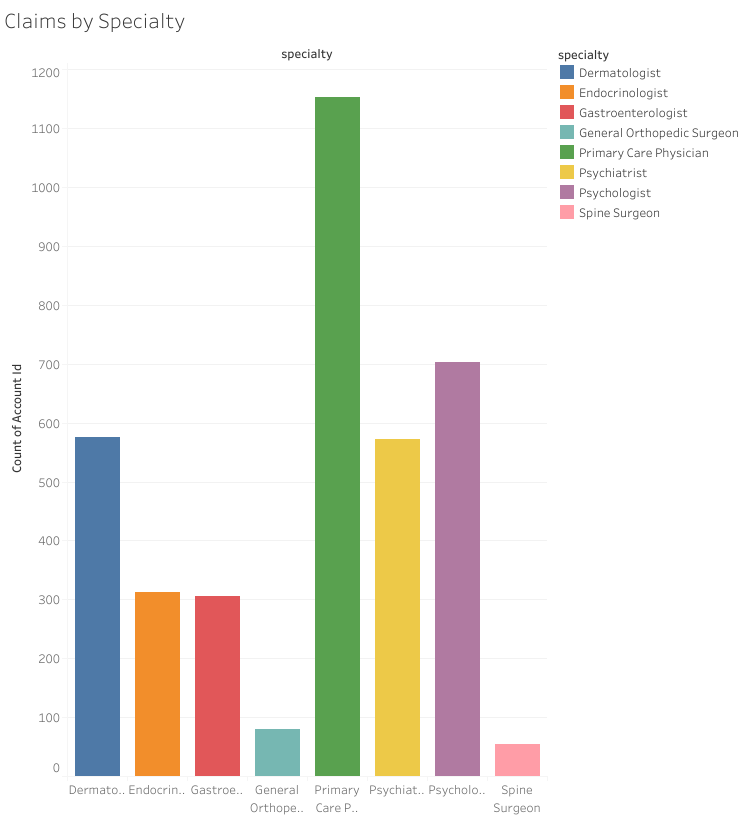 Claims by Specialty
specialty
1200
1100
1000
900
800
700
600
500
400
300
200
100
0
Count of Account Id
Dermato.. Endocrin.. Gastroe.. General Primary Psychiat.. Psycholo.. Spine
Orthope.. Care P.. Surgeon
specialty
Dermatologist
Endocrinologist
Gastroenterologist
General Orthopedic Surgeon
Primary Care Physician
Psychiatrist
Psychologist
Spine Surgeon